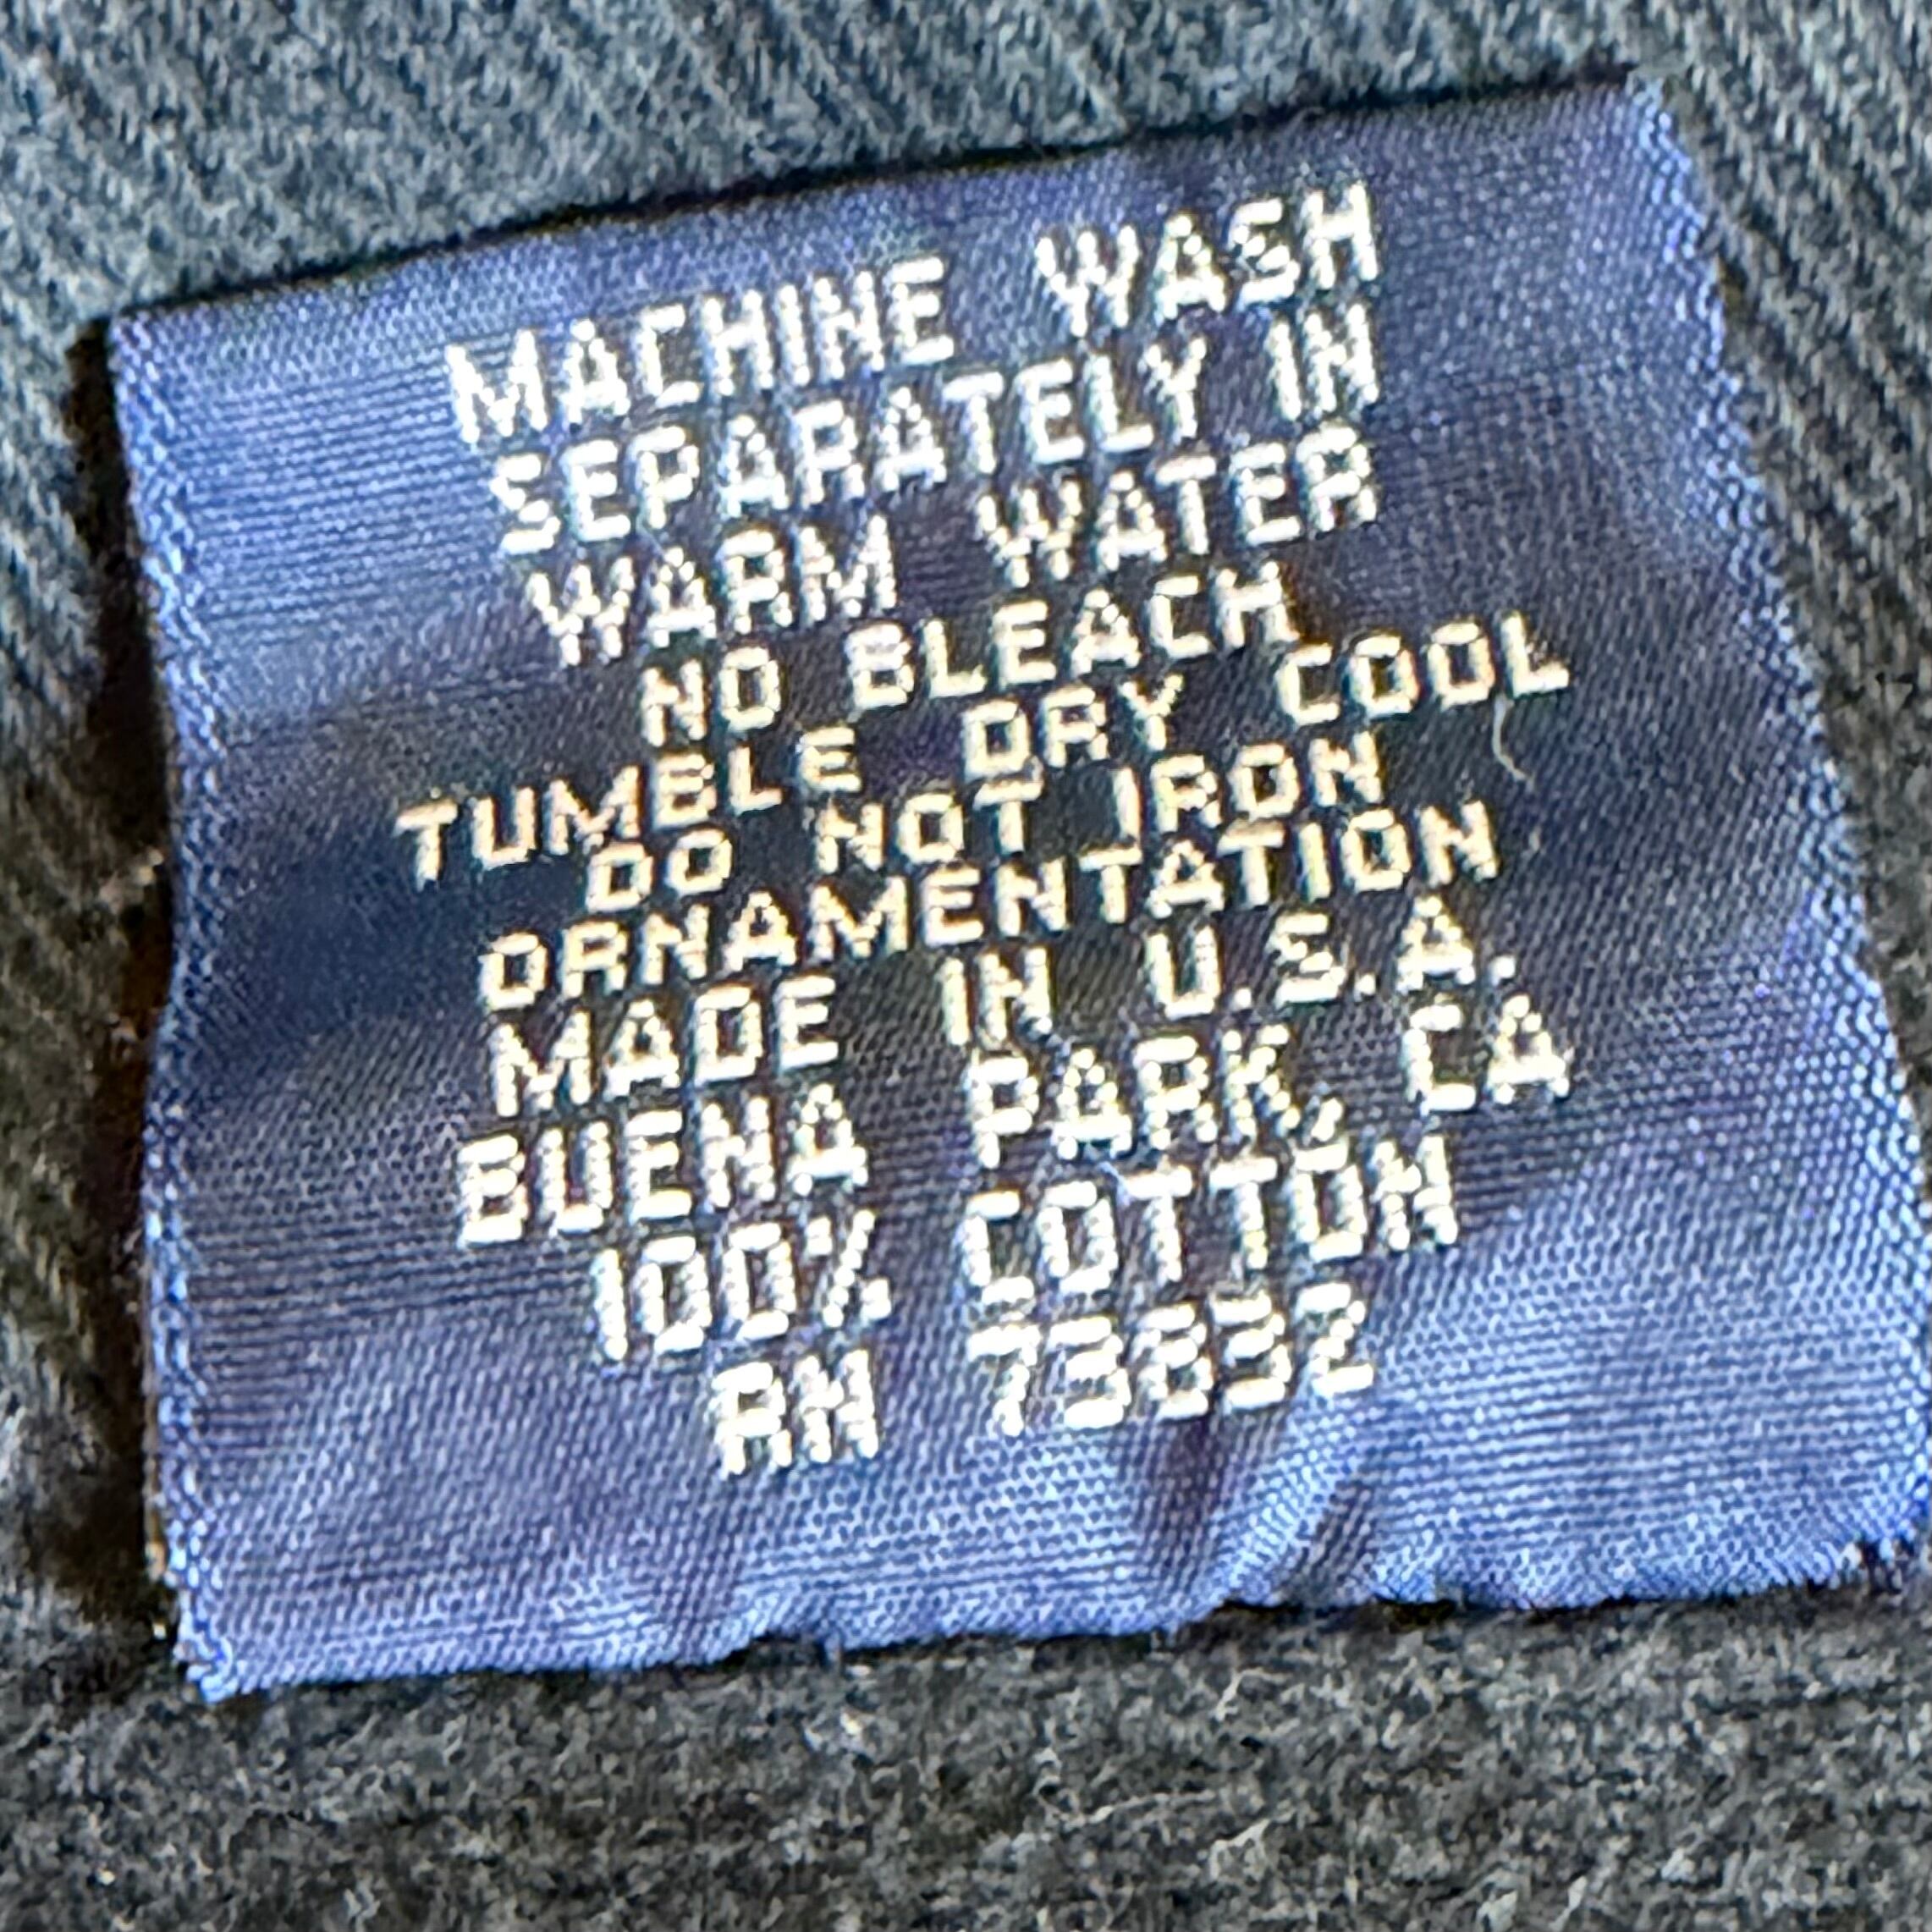 MACHINE WASH
SEPARATELY IN
WARM WATER
NO BLEACH
TUMBLE DRY COOL
DO NOT IRON
ORNAMENTATION
MADE IN U.S.A.
BUENA PARK, CA
100% COTTON
RN 73832